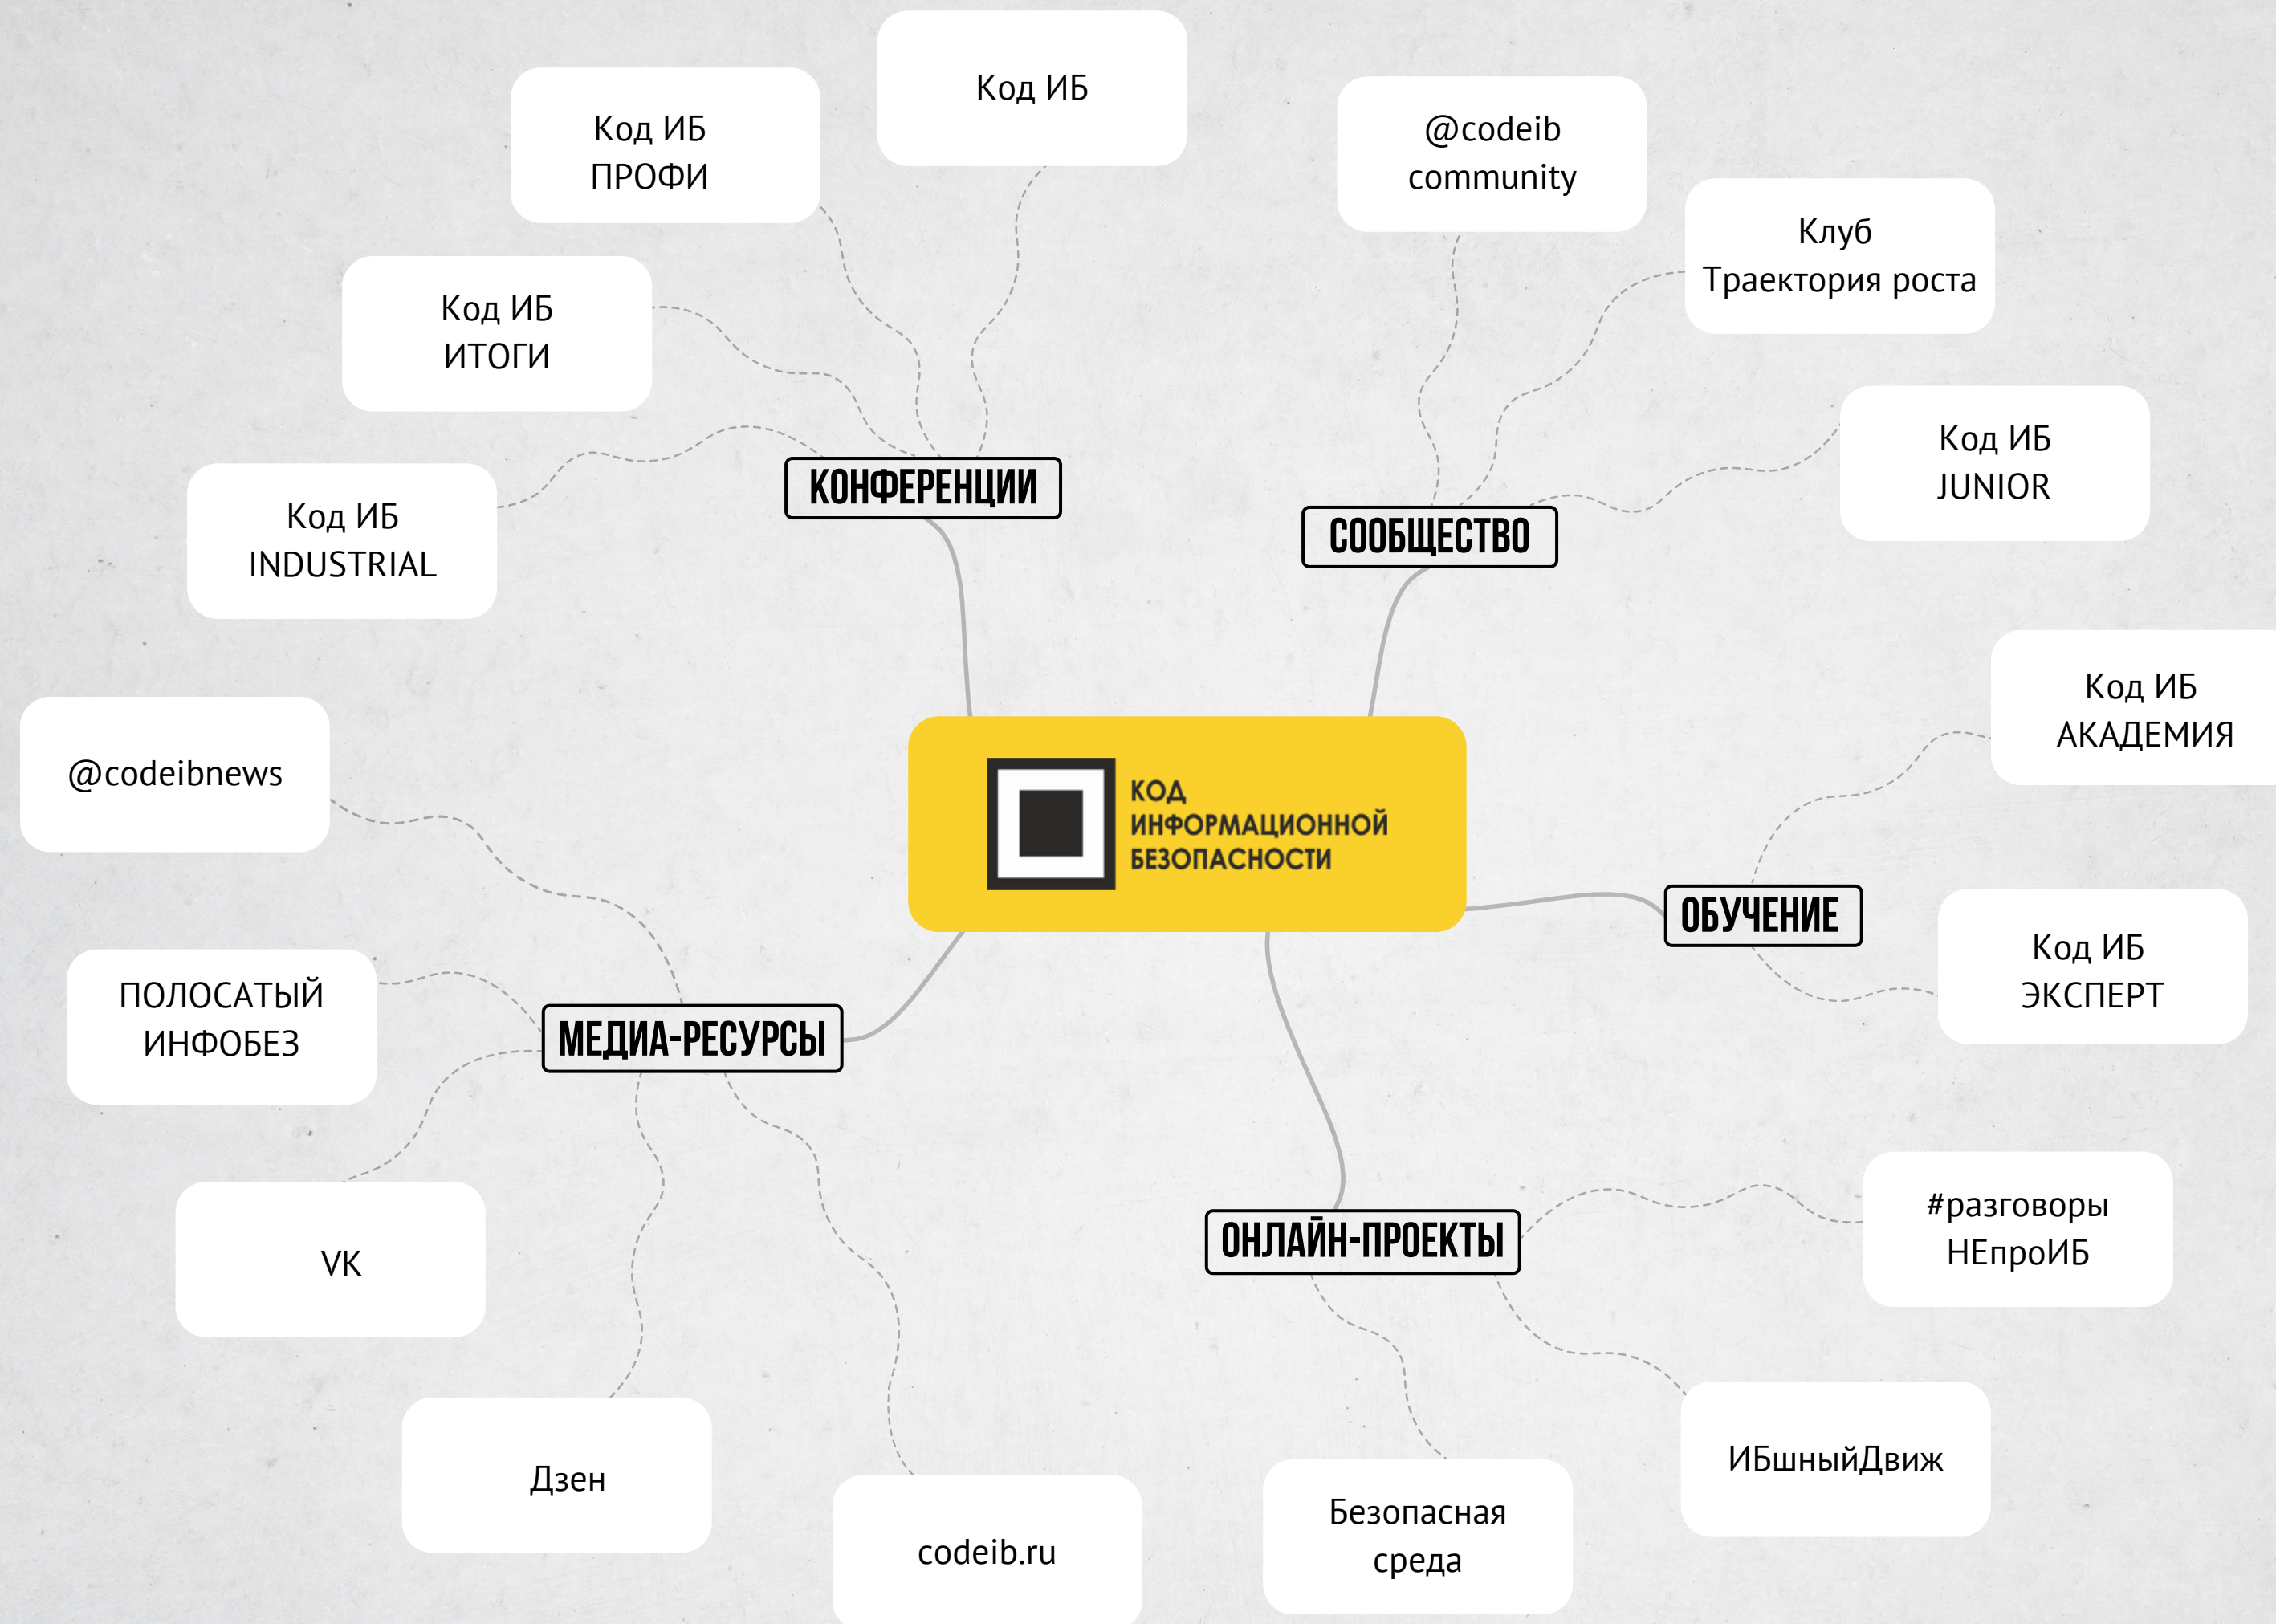 Код ИБ
Код ИБ
ПРОФИ
@codeib
community
Клуб
Траектория роста
Код ИБ
ИТОГИ
Код ИБ
JUNIOR
КОНФЕРЕНЦИИ
Код ИБ
INDUSTRIAL
СООБЩЕСТВО
Код ИБ
АКАДЕМИЯ
@codeibnews
КОД
ИНФОРМАЦИОННОЙ
БЕЗОПАСНОСТИ
ОБУЧЕНИЕ
Код ИБ
ЭКСПЕРТ
ПОЛОСАТЫЙ
ИНФОБЕЗ
МЕДИА-РЕСУРСЫ
#разговоры
НЕпроИБ
ОНЛАЙН-ПРОЕКТЫ
VK
ИБшныйДвиж
Дзен
Безопасная
среда
codeib.ru